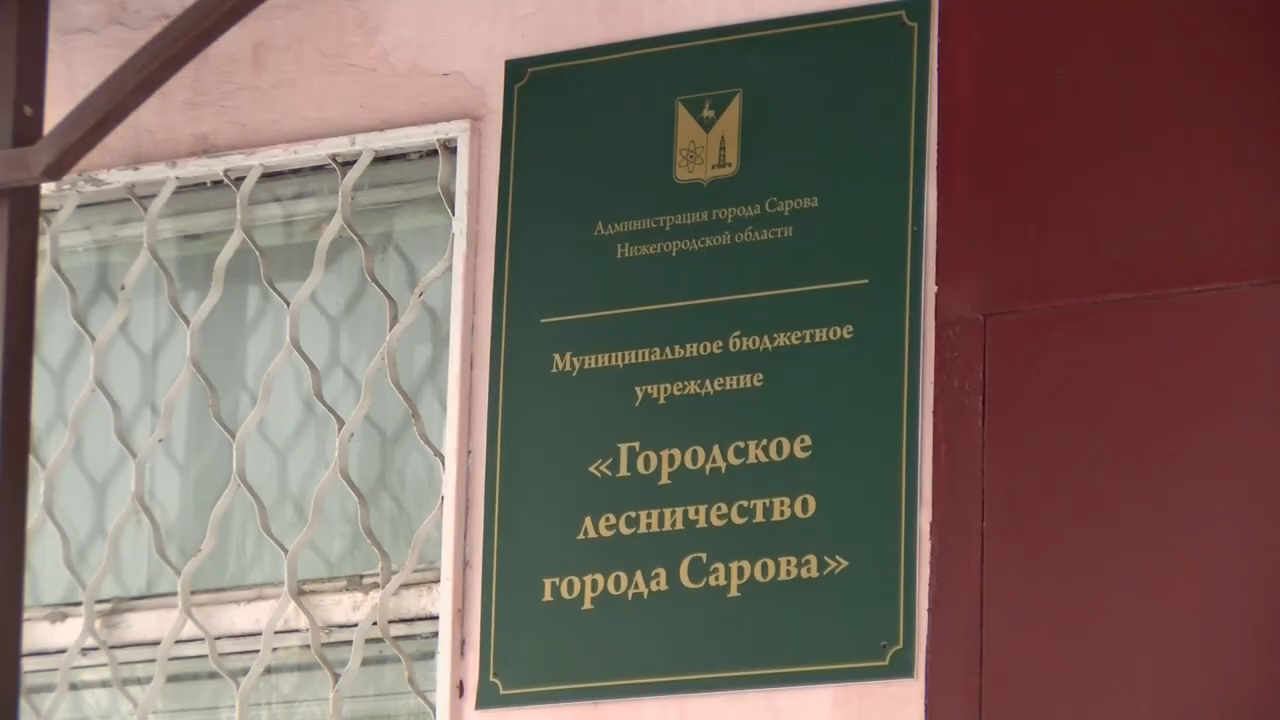 Администрация города Сарова
Нижегородской области
Муниципальное бюджетное
учреждение
«Городское
лесничество
города Сарова»